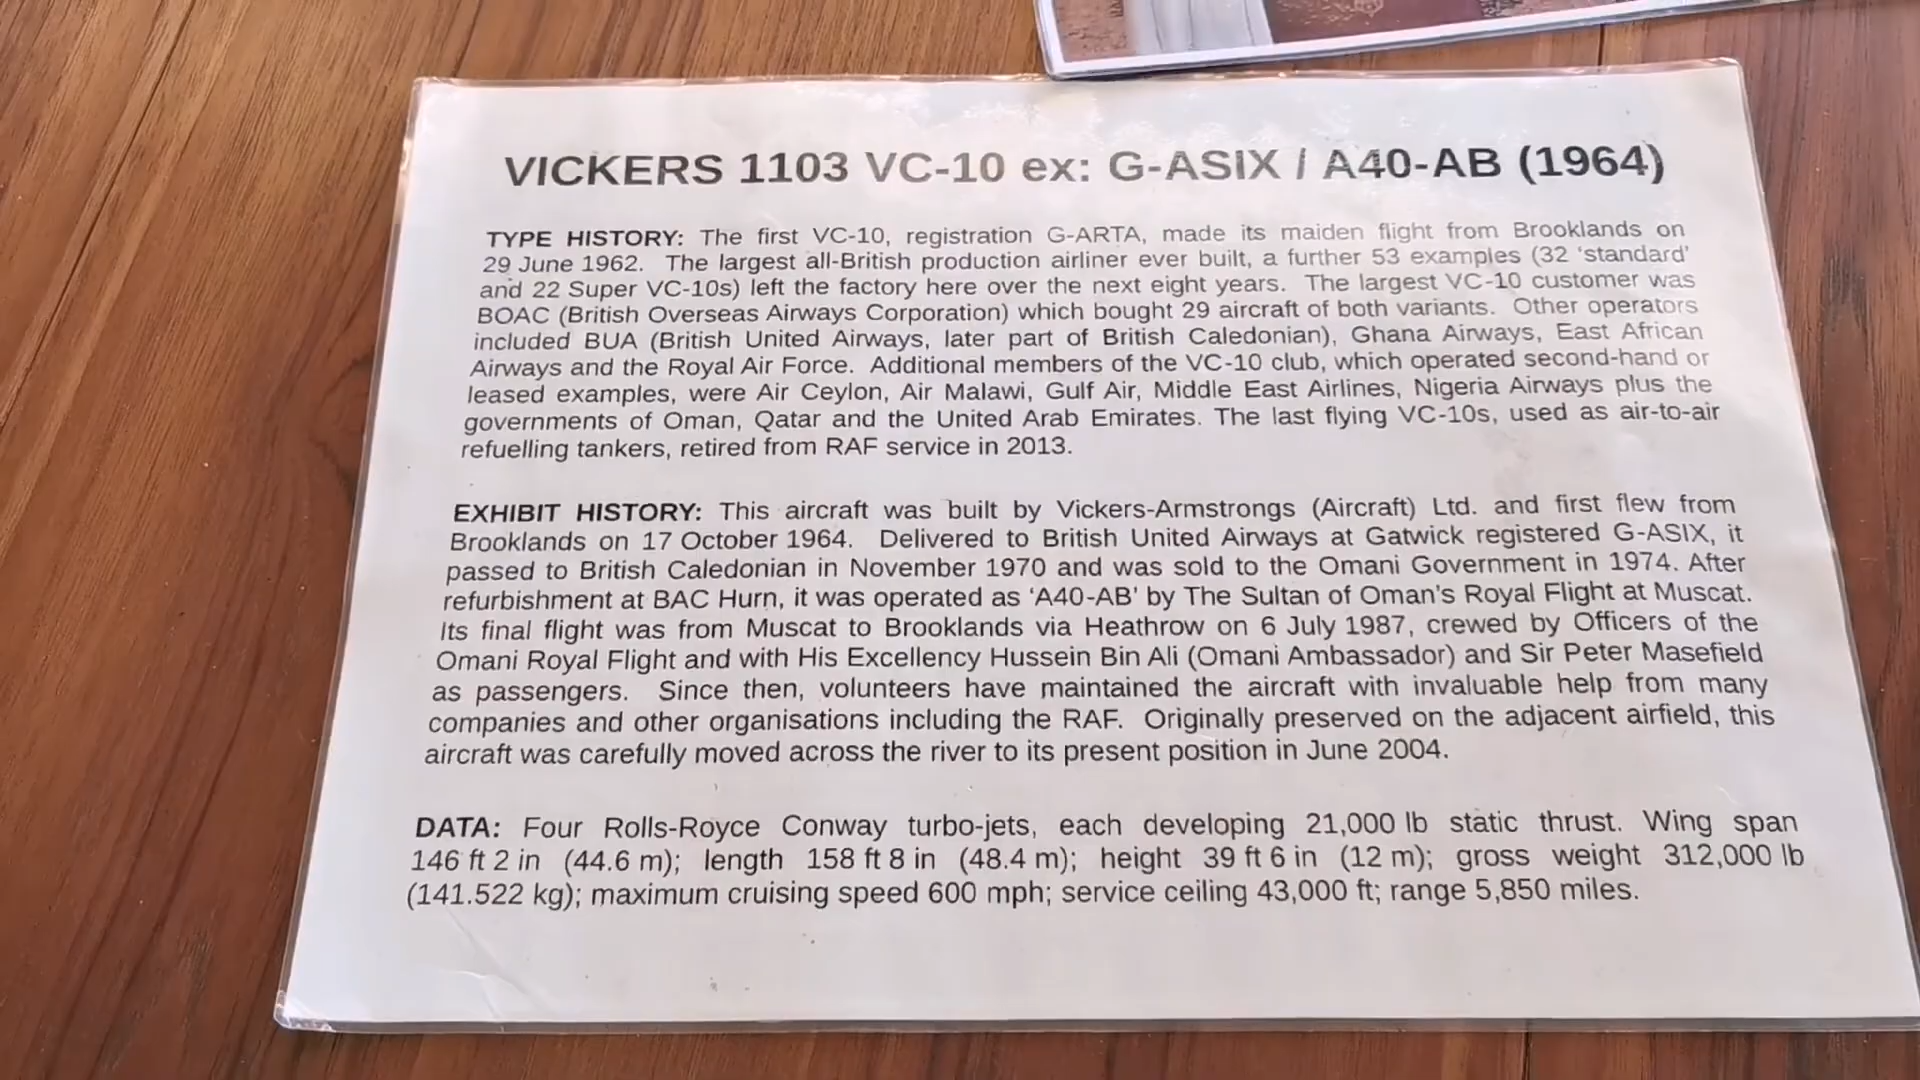 VICKERS 1103 VC-10 ex: G-ASIX / A40-AB (1964)
TYPE HISTORY: The first VC-10, registration G-ARTA, made its maiden flight from Brooklands on
29 June 1962. The largest all-British production airliner ever built, a further 53 examples (32 ‘standard’
and 22 Super VC-10s) left the factory here over the next eight years. The largest VC-10 customer was
BOAC (British Overseas Airways Corporation) which bought 29 aircraft of both variants. Other operators
included BUA (British United Airways, later part of British Caledonian), Ghana Airways, East African
Airways and the Royal Air Force. Additional members of the VC-10 club, which operated second-hand or
leased examples, were Air Ceylon, Air Malawi, Gulf Air, Middle East Airlines, Nigeria Airways plus the
governments of Oman, Qatar and the United Arab Emirates. The last flying VC-10s, used as air-to-air
refuelling tankers, retired from RAF service in 2013.
EXHIBIT HISTORY: This aircraft was built by Vickers-Armstrongs (Aircraft) Ltd. and first flew from
Brooklands on 17 October 1964. Delivered to British United Airways at Gatwick registered G-ASIX, it
passed to British Caledonian in November 1970 and was sold to the Omani Government in 1974. After
refurbishment at BAC Hurn, it was operated as ‘A40-AB’ by The Sultan of Oman's Royal Flight at Muscat.
Its final flight was from Muscat to Brooklands via Heathrow on 6 July 1987, crewed by Officers of the
Omani Royal Flight and with His Excellency Hussein Bin Ali (Omani Ambassador) and Sir Peter Masefield
as passengers. Since then, volunteers have maintained the aircraft with invaluable help from many
companies and other organisations including the RAF. Originally preserved on the adjacent airfield, this
aircraft was carefully moved across the river to its present position in June 2004.
DATA: Four Rolls-Royce Conway turbo-jets, each developing 21,000 lb static thrust. Wing span
146 ft 2 in (44.6 m); length 158 ft 8 in (48.4 m); height 39 ft 6 in (12 m); gross weight 312,000 lb
(141.522 kg); maximum cruising speed 600 mph; service ceiling 43,000 ft; range 5,850 miles.